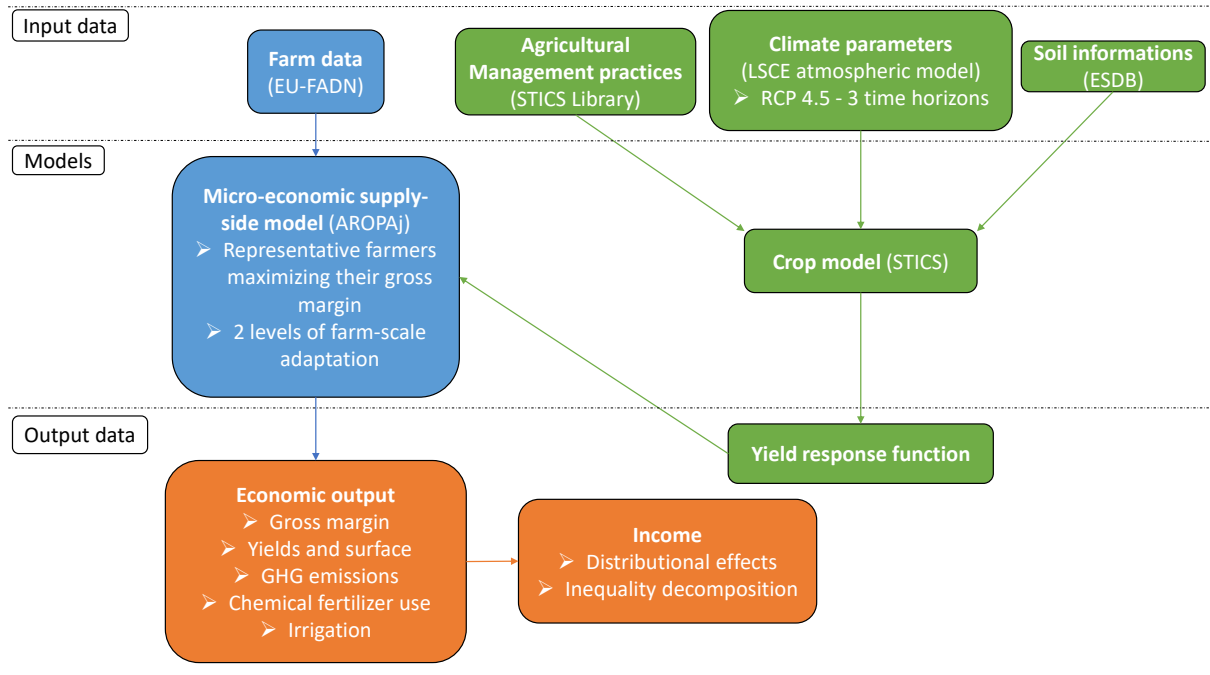 Input data
Farm data
(EU-FADN)
Agricultural
Management practices
(STICS Library)
Climate parameters
(LSCE atmospheric model)
➢ RCP 4.5 - 3 time horizons
Soil informations
(ESDB)
Models
Micro-economic supply-
side model (AROPAj)
➢ Representative farmers
maximizing their gross
margin
➢ 2 levels of farm-scale
adaptation
Crop model (STICS)
Output data
Yield response function
Economic output
➢ Gross margin
➢ Yields and surface
➢ GHG emissions
➢ Chemical fertilizer use
➢ Irrigation
Income
➢ Distributional effects
➢ Inequality decomposition